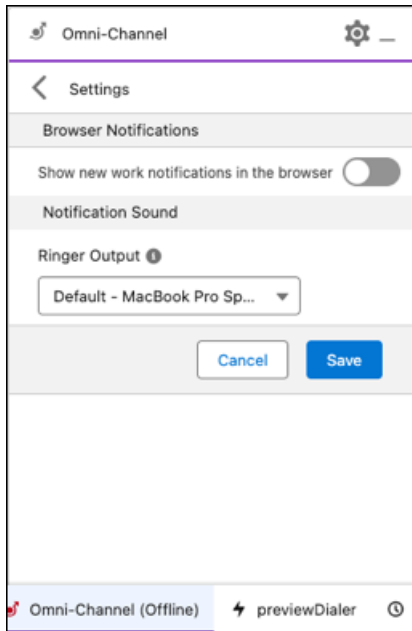 Omni-Channel
Settings
Browser Notifications
Show new work notifications in the browser
Notification Sound
Ringer Output
Default - MacBook Pro Sp...
Cancel
Save
Omni-Channel (Offline)
previewDialer